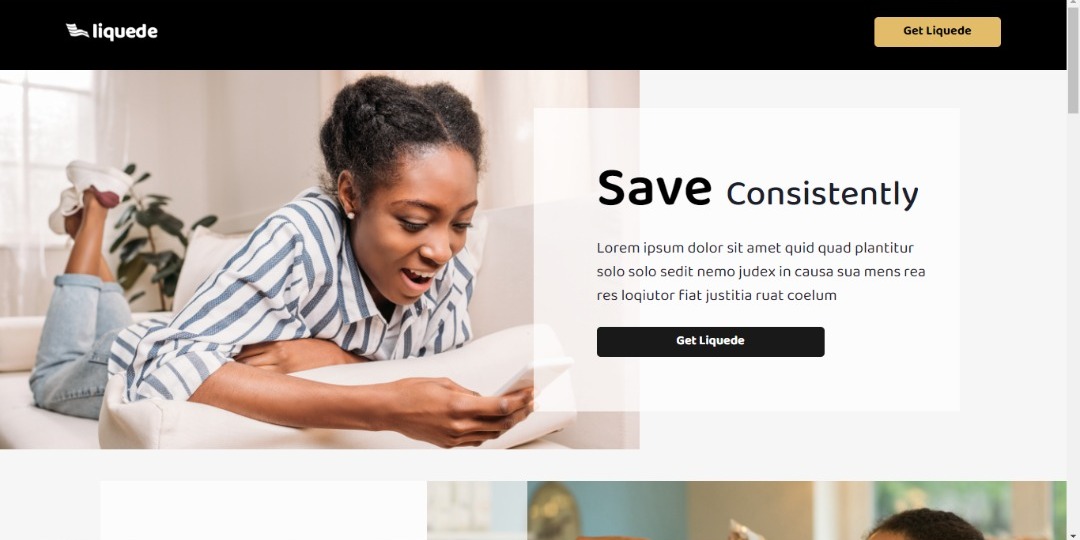 liquede
Get Liquede
Save Consistently
Lorem ipsum dolor sit amet quid quad plantitur
solo solo sedit nemo judex in causa sua mens rea
res loqiutor fiat justitia ruat coelum
Get Liquede